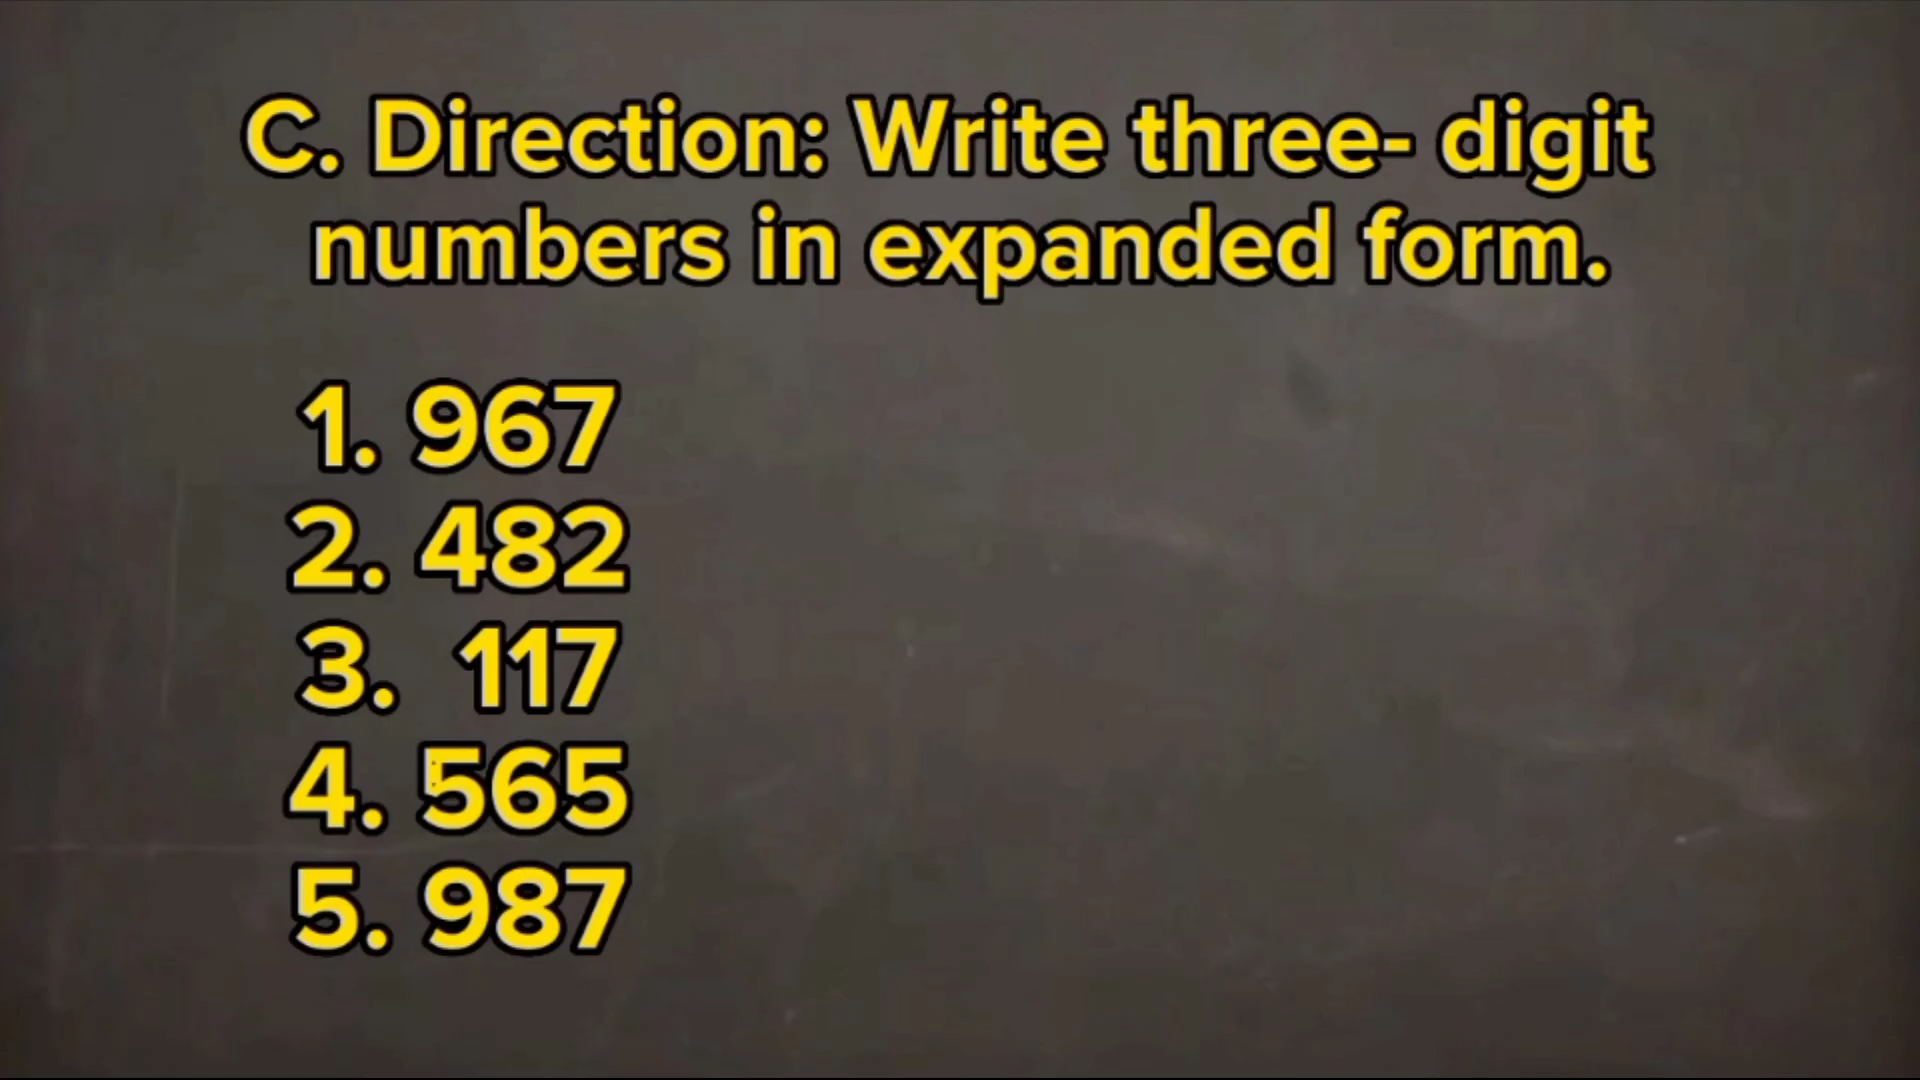 C. Direction: Write three- digit
numbers in expanded form.
1. 967
2. 482
3. 117
4. 565
5. 987